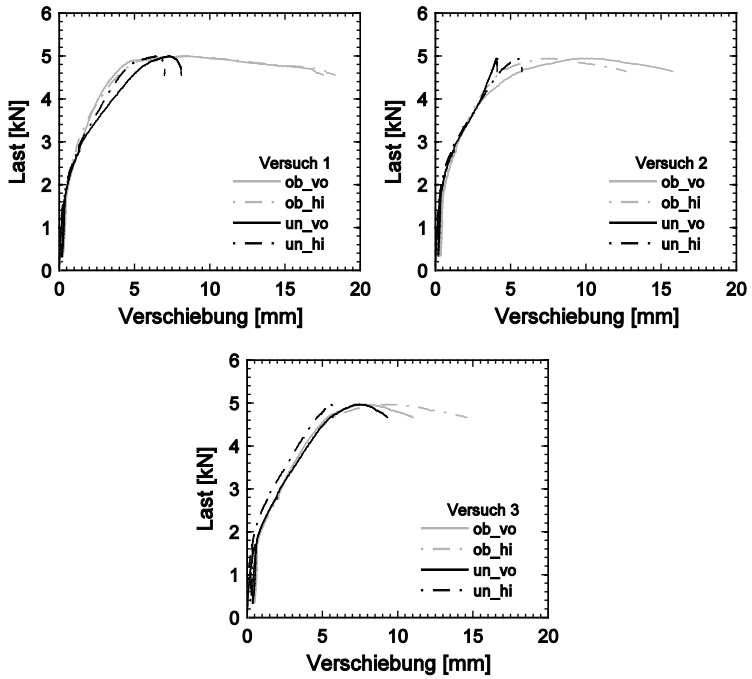 6
5
4
3
2
1
0
Last [kN]
Versuch 1
ob_vo
ob_hi
un_vo
un_hi
0 5 10 15 20
Verschiebung [mm]
6
5
4
3
2
1
0
Last [kN]
Versuch 2
ob_vo
ob_hi
un_vo
un_hi
0 5 10 15 20
Verschiebung [mm]
6
5
4
3
2
1
0
Last [kN]
Versuch 3
ob_vo
ob_hi
un_vo
un_hi
0 5 10 15 20
Verschiebung [mm]